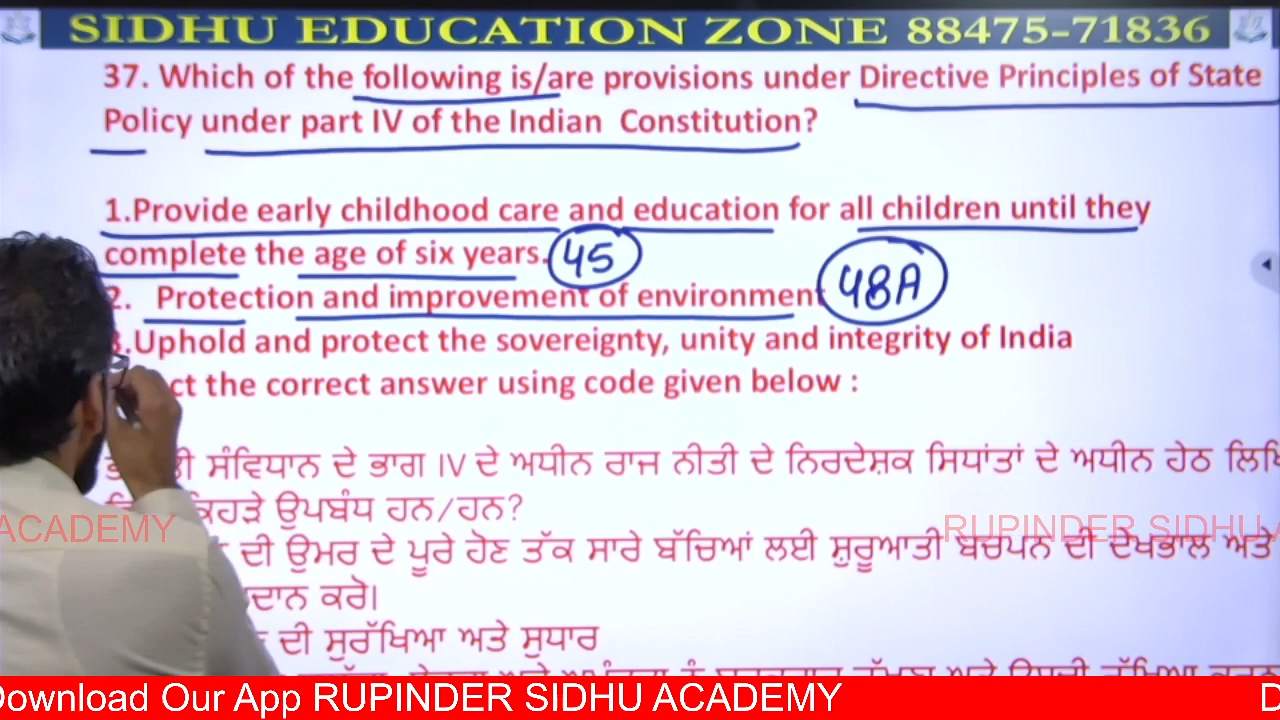 SIDHU EDUCATION ZONE 88475-71836
37. Which of the following is/are provisions under Directive Principles of State
Policy under part IV of the Indian Constitution?
1.Provide early childhood care and education for all children until they
complete the age of six years. 45
2. Protection and improvement of environment 48A
.Uphold and protect the sovereignty, unity and integrity of India
ct the correct answer using code given below :
ਸੰਵਿਧਾਨ ਦੇ ਭਾਗ IV ਦੇ ਅਧੀਨ ਰਾਜ ਨੀਤੀ ਦੇ ਨਿਰਦੇਸ਼ਕ ਸਿਧਾਂਤਾਂ ਦੇ ਅਧੀਨ ਹੇਠ
ਕਿਹੜੇ ਉਪਬੰਧ ਹਨ/ਹਨ?
ACADEMY RUPINDER SIDHU
ਦੀ ਉਮਰ ਦੇ ਪੂਰੇ ਹੋਣ ਤੱਕ ਸਾਰੇ ਬੱਚਿਆਂ ਲਈ ਸ਼ੁਰੂਆਤੀ ਬਚਪਨ ਦੀ ਦੇਖਭਾਲ ਅਤੇ
ਦਾਨ ਕਰੋ।
ਦੀ ਸੁਰੱਖਿਆ ਅਤੇ ਸੁਧਾਰ
Download Our App RUPINDER SIDHU ACADEMY